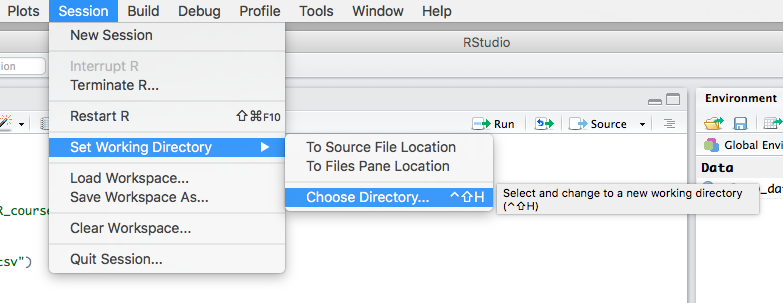 Plots Session Build Debug Profile Tools Window Help
RStudio
New Session
Interrupt R
Terminate R...
Restart R ⇧⌘F10
Set Working Directory ▶
Load Workspace...
Save Workspace As...
Clear Workspace...
Quit Session...
To Source File Location
To Files Pane Location
Choose Directory... ^⇧H
Select and change to a new working directory
(^⇧H)
Run Source
Environment
Global Envi
Data
R_course
csv")